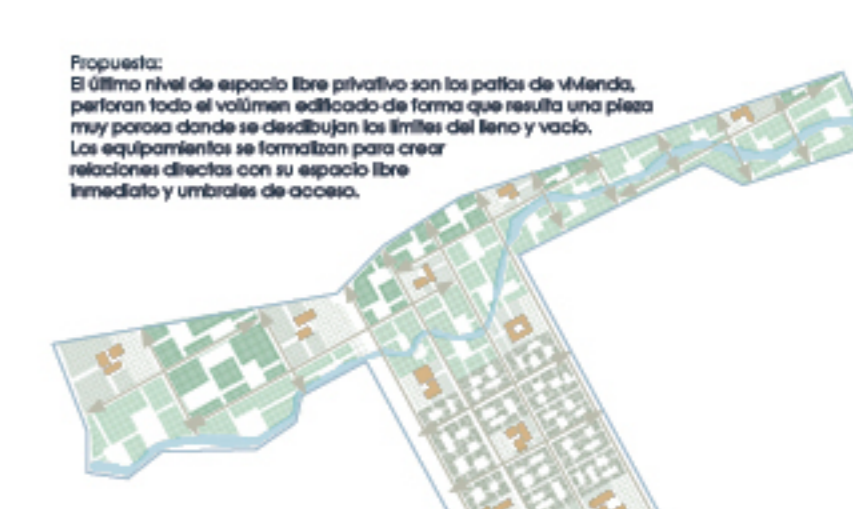 Propuesta:
El último nivel de espacio libre privativo son los patios de vivienda,
perforan todo el volúmen edificado de forma que resulta una pieza
muy porosa donde se desdibujan los límites del lleno y vacío.
Los equipamientos se formalizan para crear
relaciones directas con su espacio libre
inmediato y umbrales de acceso.